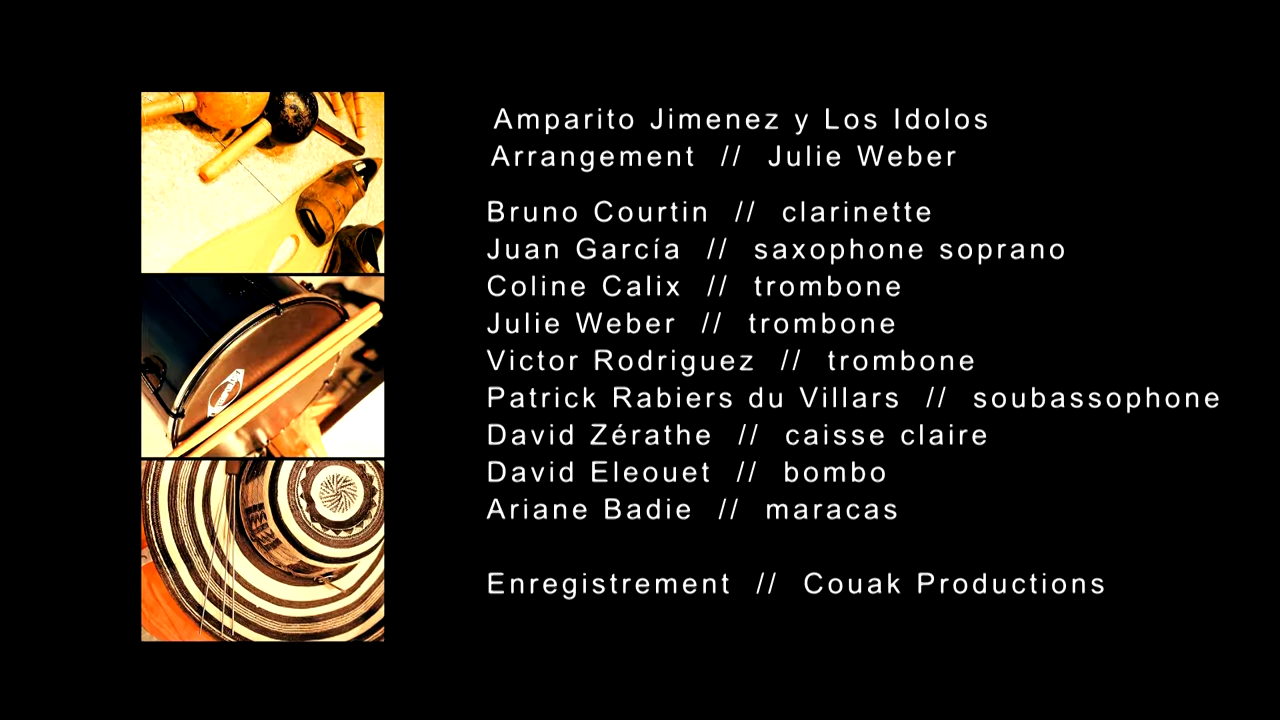 Amparito Jimenez y Los Idolos
Arrangement // Julie Weber
Bruno Courtin // clarinette
Juan García // saxophone soprano
Coline Calix // trombone
Julie Weber // trombone
Victor Rodriguez // trombone
Patrick Rabiers du Villars // soubassophone
David Zérathe // caisse claire
David Eleouet // bombo
Ariane Badie // maracas
Enregistrement // Couak Productions